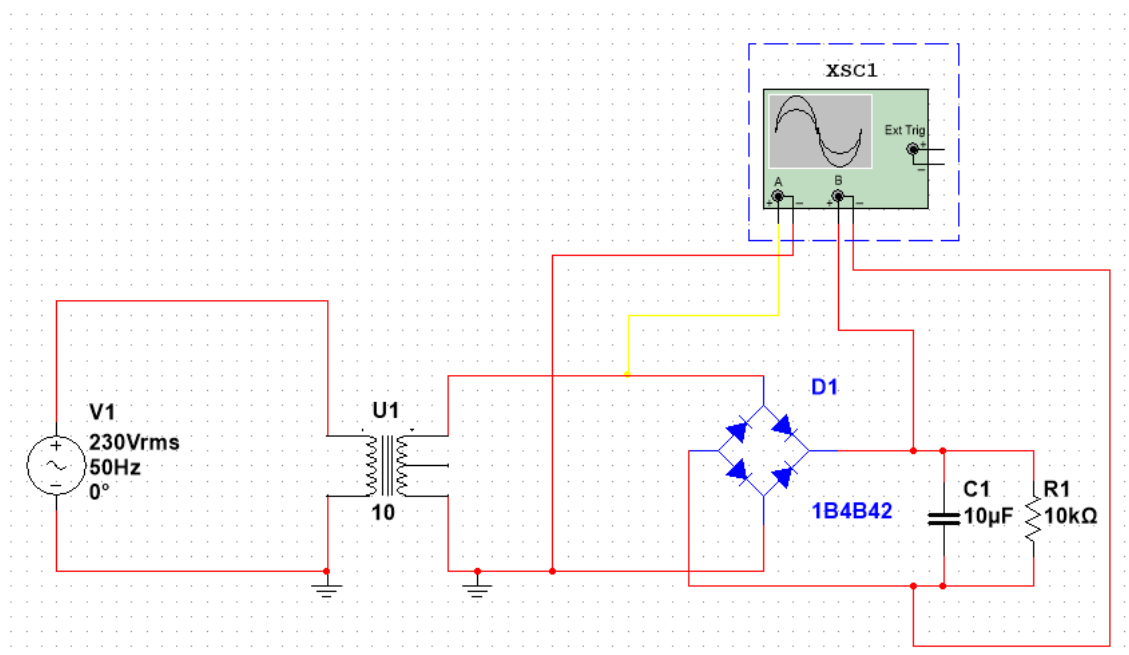 XSC1
Ext Trig
+
−
A
B
+
−
+
−
V1
230Vrms
50Hz
0°
+
−
U1
10
D1
1B4B42
C1
10µF
R1
10kΩ